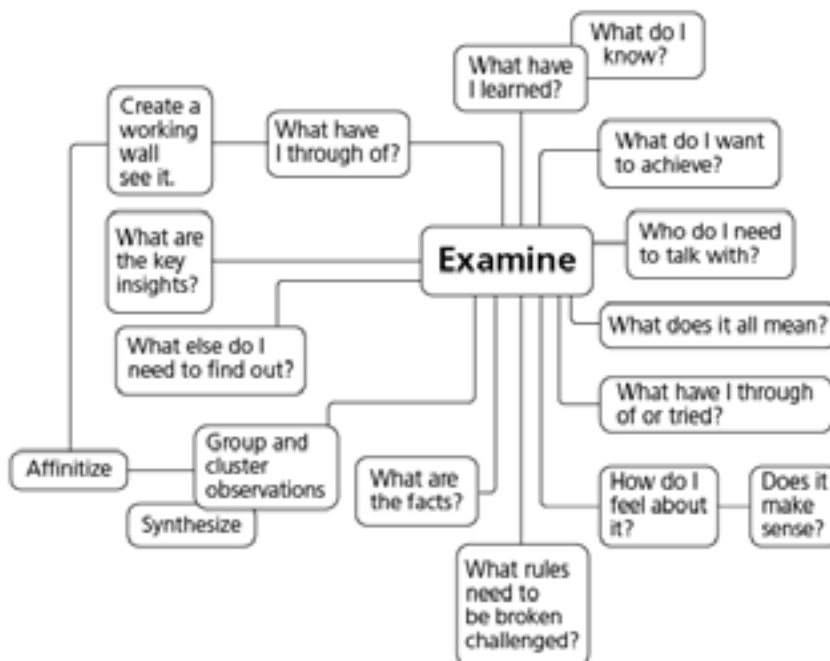 What do I
know?
What have
I learned?
Create a
working
wall
see it.
What have
I through of?
What do I want
to achieve?
What are
the key
insights?
Examine
Who do I need
to talk with?
What else do I
need to find out?
What does it all mean?
What have I through
of or tried?
Affinitize
Group and
cluster
observations
Synthesize
What are
the facts?
How do I
feel about
it?
Does it
make
sense?
What rules
need to
be broken
challenged?